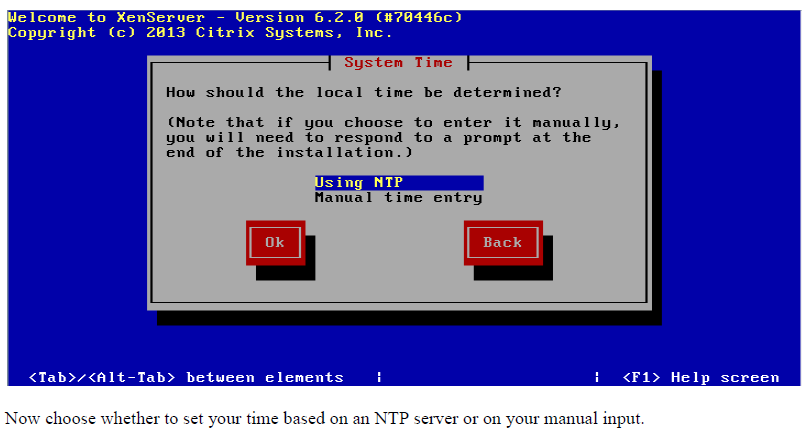 Welcome to XenServer - Version 6.2.0 (#70446c)
Copyright (c) 2013 Citrix Systems, Inc.
System Time
How should the local time be determined?
(Note that if you choose to enter it manually,
you will need to respond to a prompt at the
end of the installation.)
Using NTP
Manual time entry
Ok Back
<Tab>/<Alt-Tab> between elements | | <F1> Help screen
Now choose whether to set your time based on an NTP server or on your manual input.